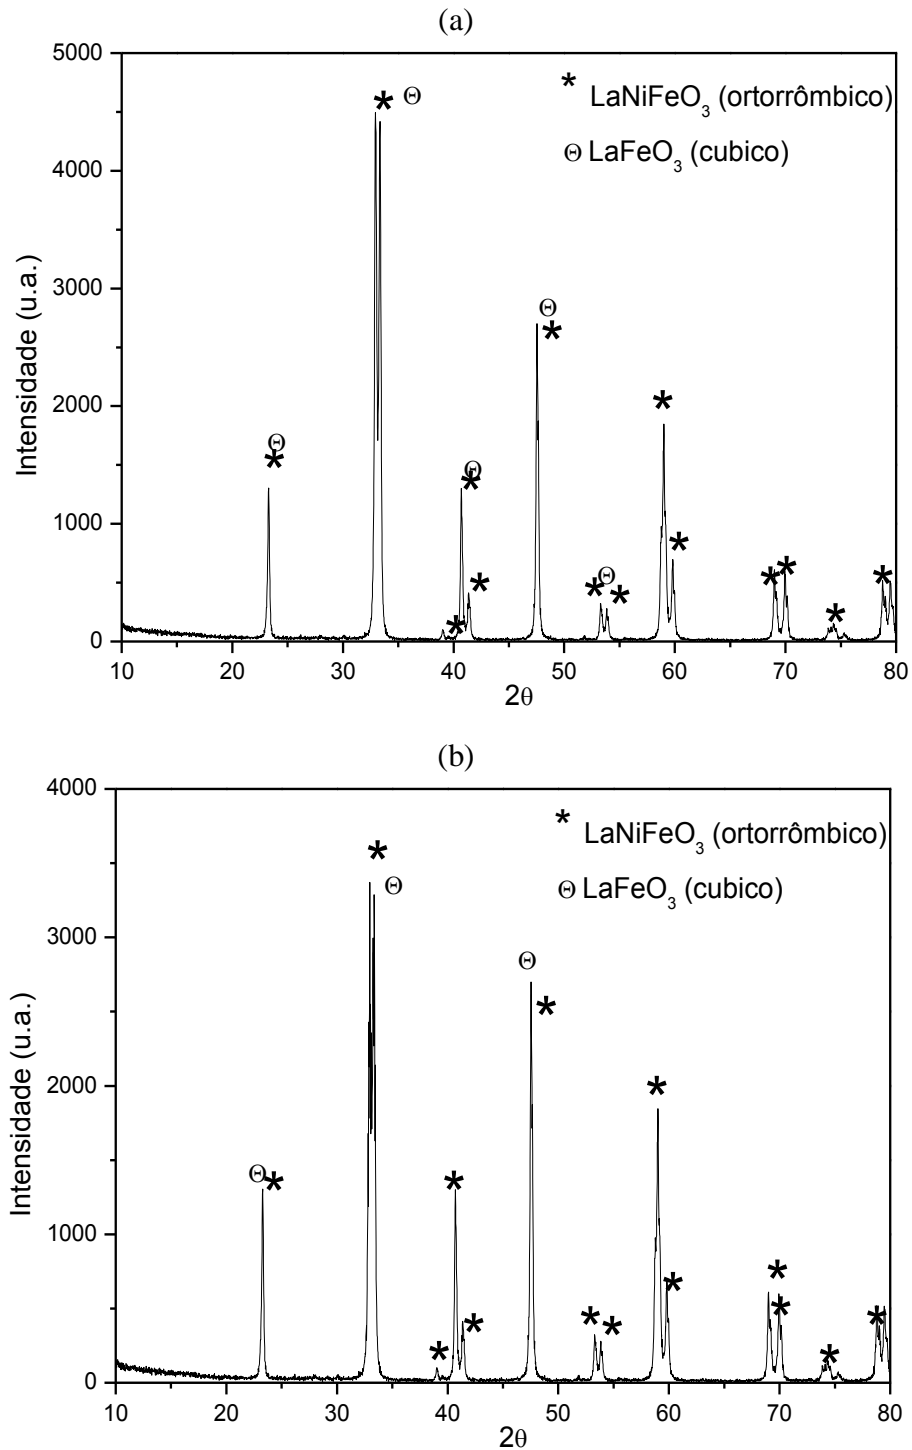 (a)
5000
4000
3000
2000
1000
0
Intensidade (u.a.)
* LaNiFeO₃ (ortorrômbico)
Θ LaFeO₃ (cubico)
10 20 30 40 50 60 70 80
2θ
(b)
4000
3000
2000
1000
0
Intensidade (u.a.)
* LaNiFeO₃ (ortorrômbico)
Θ LaFeO₃ (cubico)
10 20 30 40 50 60 70 80
2θ